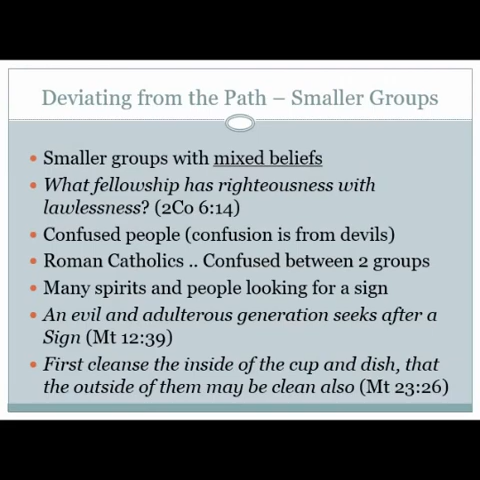 Deviating from the Path – Smaller Groups
• Smaller groups with mixed beliefs
• What fellowship has righteousness with
lawlessness? (2Co 6:14)
• Confused people (confusion is from devils)
• Roman Catholics .. Confused between 2 groups
• Many spirits and people looking for a sign
• An evil and adulterous generation seeks after a
Sign (Mt 12:39)
• First cleanse the inside of the cup and dish, that
the outside of them may be clean also (Mt 23:26)